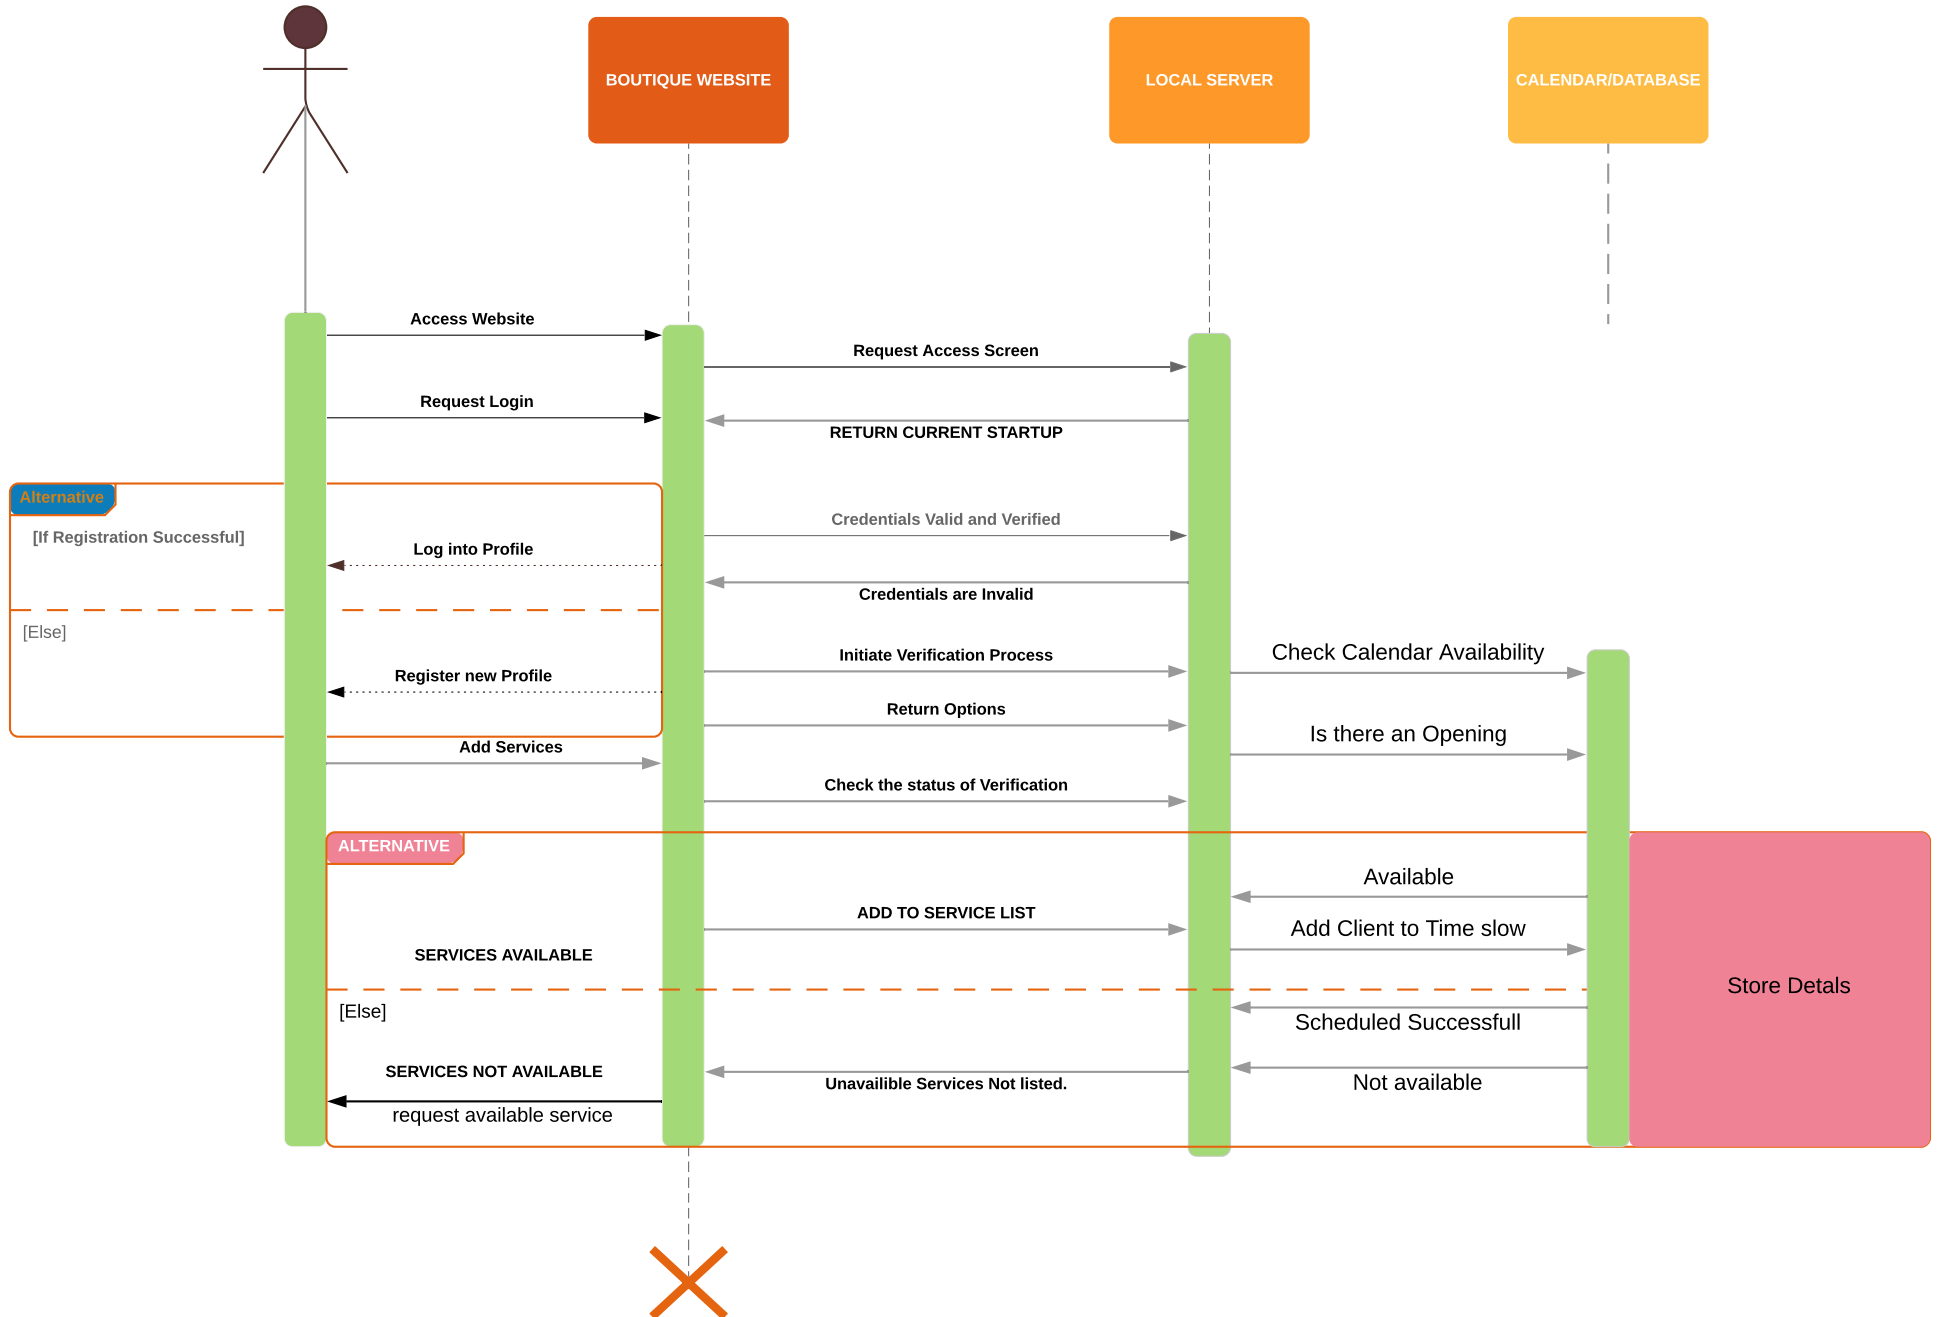 BOUTIQUE WEBSITE
LOCAL SERVER
CALENDAR/DATABASE
Access Website
Request Access Screen
Request Login
RETURN CURRENT STARTUP
Alternative
[If Registration Successful]
Credentials Valid and Verified
Log into Profile
Credentials are Invalid
[Else]
Initiate Verification Process
Check Calendar Availability
Register new Profile
Return Options
Is there an Opening
Add Services
Check the status of Verification
ALTERNATIVE
Available
ADD TO SERVICE LIST
Add Client to Time slow
SERVICES AVAILABLE
Store Detals
[Else]
Scheduled Successfull
SERVICES NOT AVAILABLE
Unavailible Services Not listed.
Not available
request available service